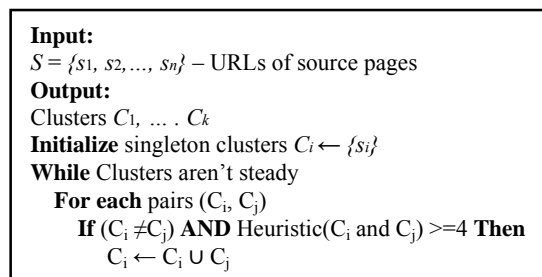 Input:
S = {s1, s2,..., sn} – URLs of source pages
Output:
Clusters C1, ... . Ck
Initialize singleton clusters Ci ← {si}
While Clusters aren't steady
For each pairs (Ci, Cj)
If (Ci ≠Cj) AND Heuristic(Ci and Cj) >=4 Then
Ci ← Ci ∪ Cj